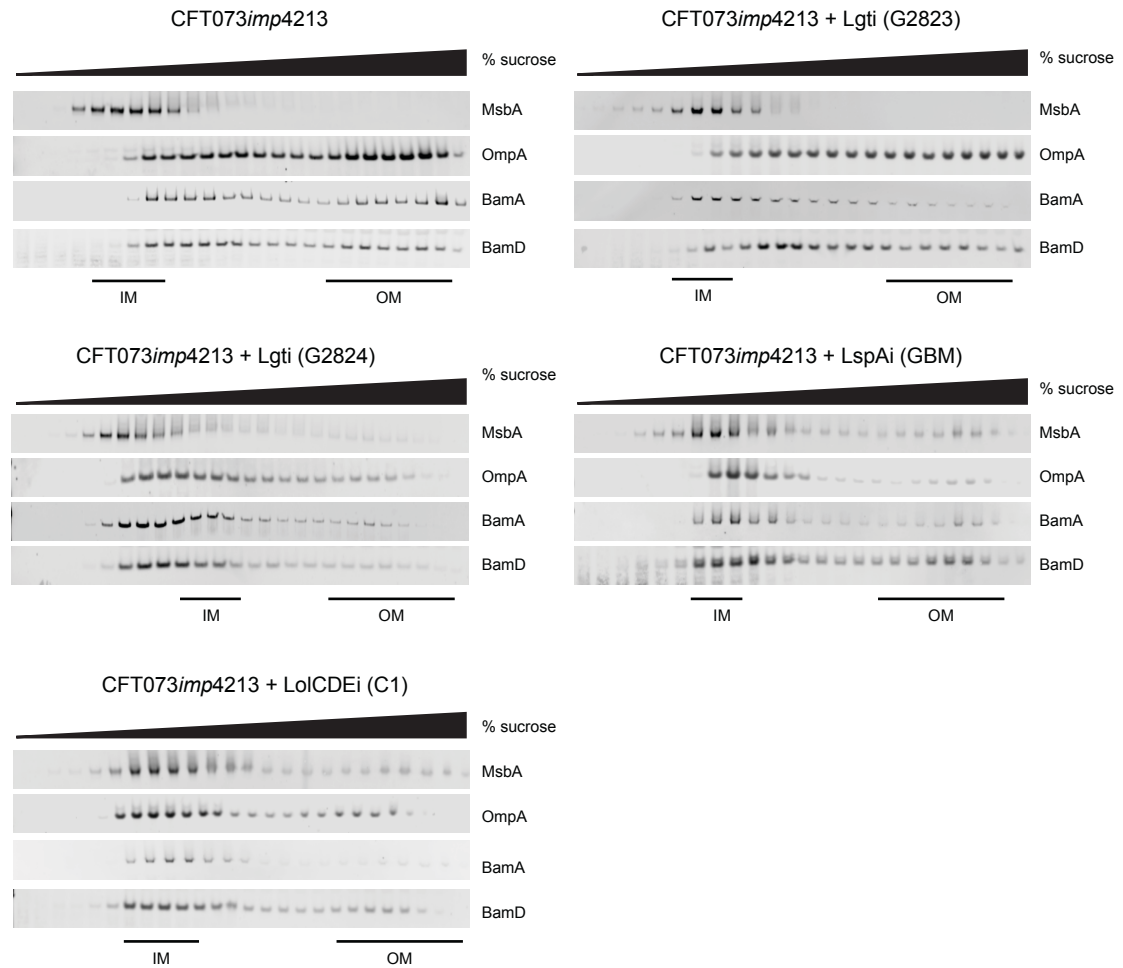 CFT073imp4213
% sucrose
MsbA
OmpA
BamA
BamD
IM
OM
CFT073imp4213 + Lgti (G2823)
% sucrose
MsbA
OmpA
BamA
BamD
IM
OM
CFT073imp4213 + Lgti (G2824)
% sucrose
MsbA
OmpA
BamA
BamD
IM
OM
CFT073imp4213 + LspAi (GBM)
% sucrose
MsbA
OmpA
BamA
BamD
IM
OM
CFT073imp4213 + LolCDEi (C1)
% sucrose
MsbA
OmpA
BamA
BamD
IM
OM